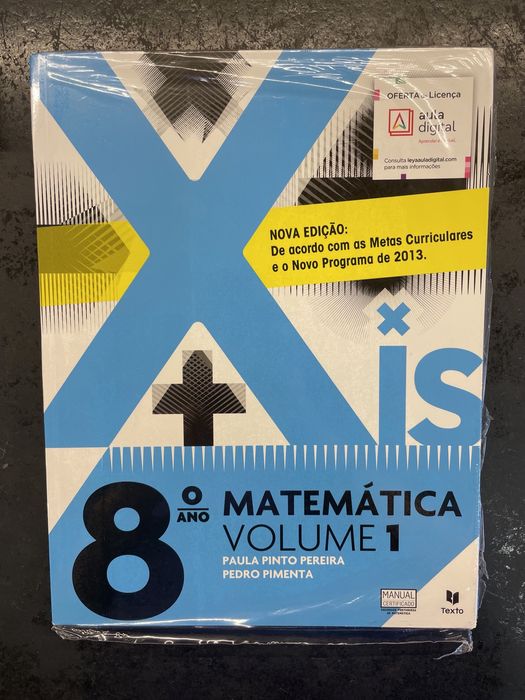 OFERTA de Licença
aula
digital
Consulta leyaauladigital.com
para mais informações
NOVA EDIÇÃO:
De acordo com as Metas Curriculares
e o Novo Programa de 2013.
Xis
8º
ANO
MATEMÁTICA
VOLUME 1
PAULA PINTO PEREIRA
PEDRO PIMENTA
MANUAL
CERTIFICADO
Texto